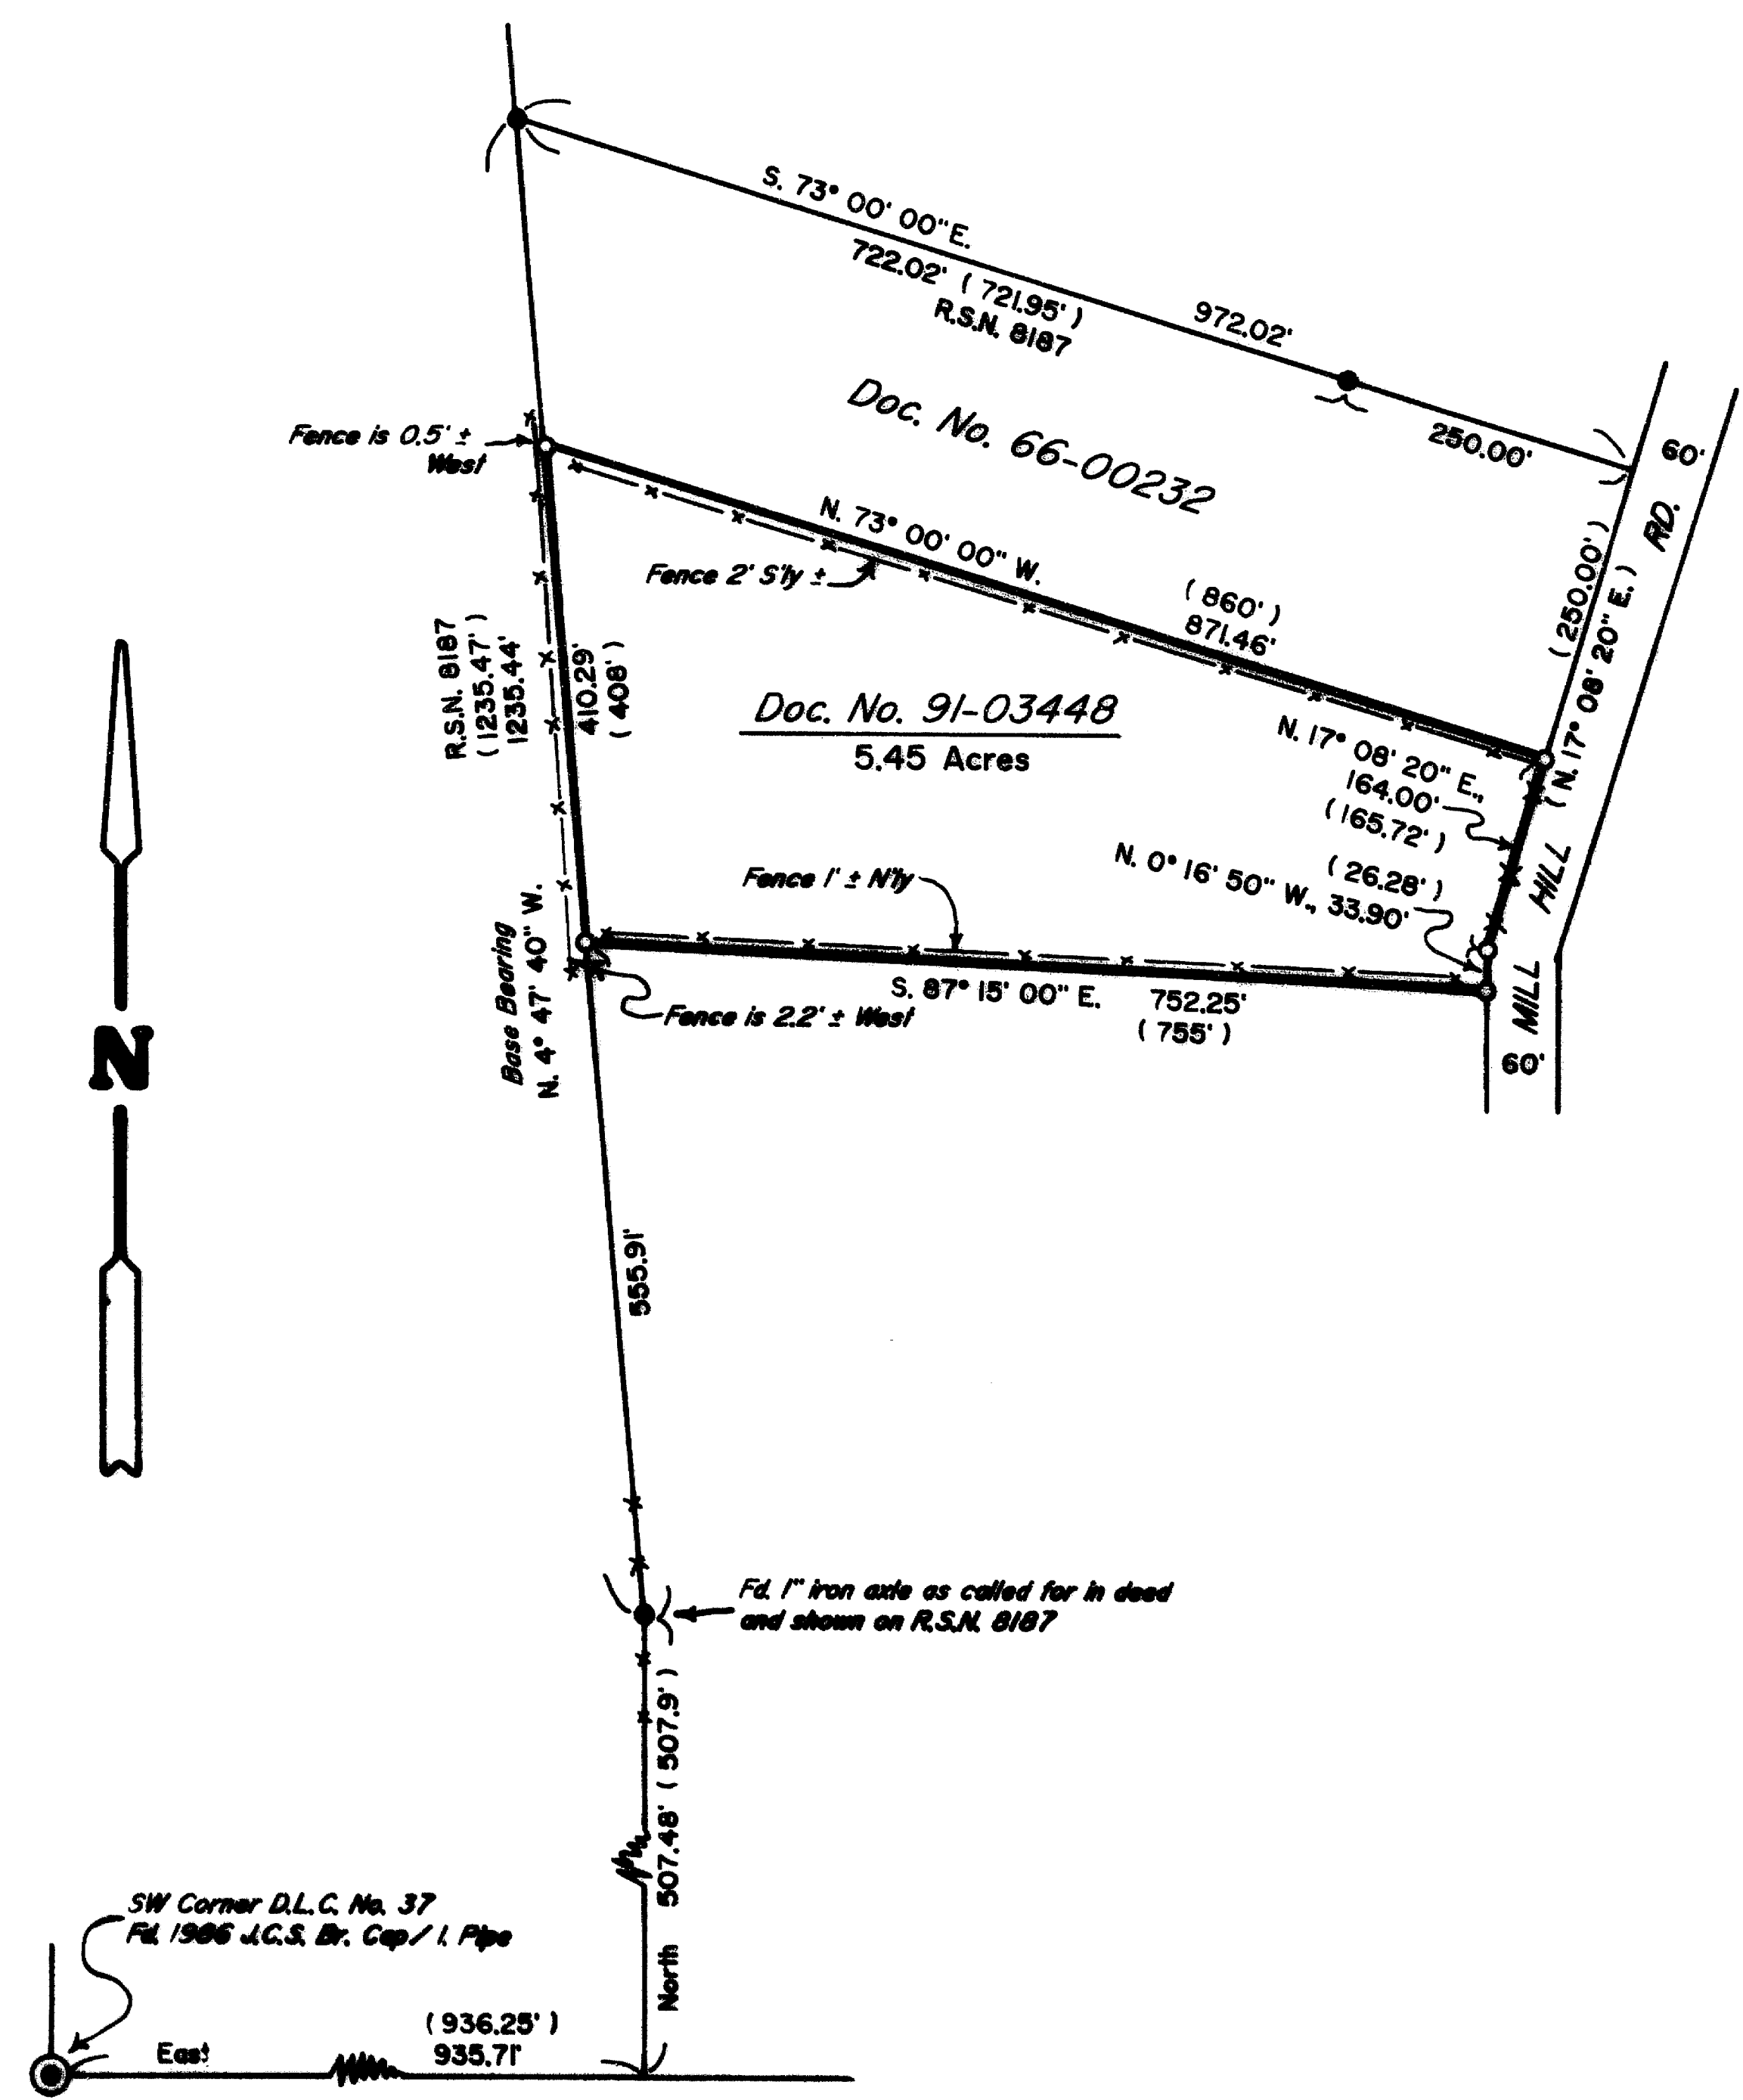 S. 73° 00' 00" E.
722.02' ( 721.95' )
R.S.N. 8187
972.02'
250.00'
60'
Doc. No. 66-00232
Fence is 0.5' ±
West
N. 73° 00' 00" W.
( 860' )
871.46'
Fence 2' S'ly ±
( 250.00' )
( N. 17° 08' 20" E. )
MILL HILL RD.
R.S.N. 8187
( 1235.47' )
1235.44'
410.29'
( 408' )
Doc. No. 91-03448
5.45 Acres
N. 17° 08' 20" E.,
164.00'
( 165.72' )
( 26.28' )
N. 0° 16' 50" W., 33.90'
Fence 1' ± N'ly
S. 87° 15' 00" E. 752.25'
( 755' )
Fence is 2.2' ± West
60'
Base Bearing
N. 4° 47' 40" W.
N
555.91'
Fd. 1" iron axle as called for in deed
and shown on R.S.N. 8187
North 507.48' ( 507.9' )
SW Corner D.L.C. No. 37
Fd. 1986 J.C.S. Br. Cap / I. Pipe
( 936.25' )
East 935.71'